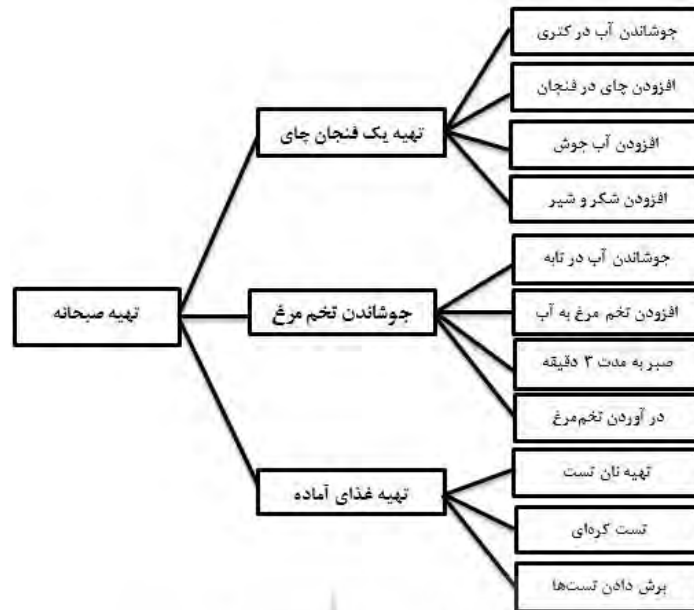 تهیه صبحانه
تهیه یک فنجان چای
جوشاندن آب در کتری
افزودن چای در فنجان
افزودن آب جوش
افزودن شکر و شیر
جوشاندن تخم مرغ
جوشاندن آب در تابه
افزودن تخم مرغ به آب
صبر به مدت ۳ دقیقه
در آوردن تخم‌مرغ
تهیه غذای آماده
تهیه نان تست
تست کره‌ای
برش دادن تست‌ها